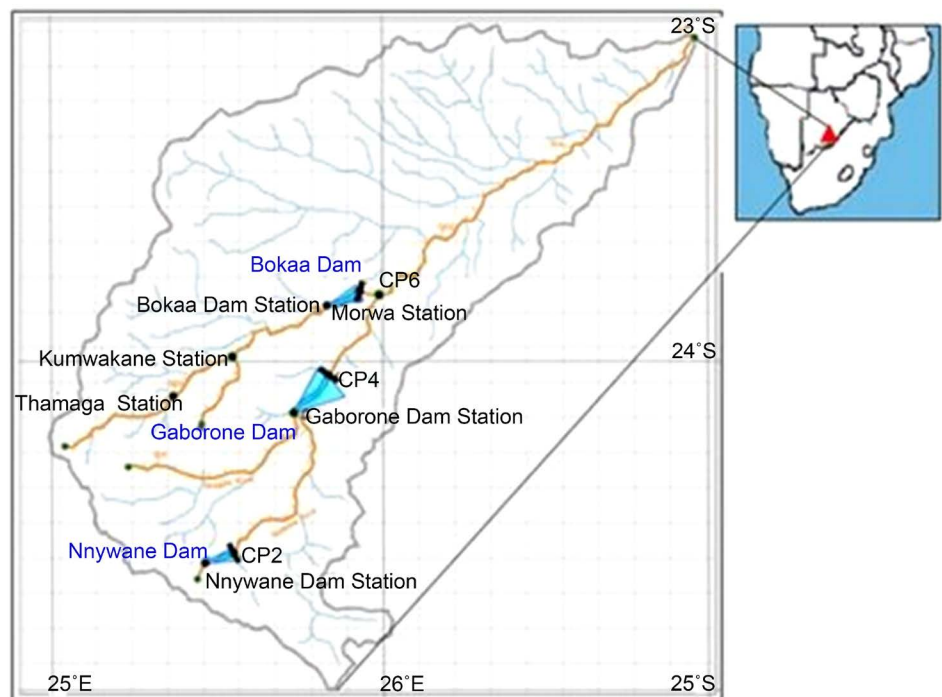 23°S
Bokaa Dam
CP6
Bokaa Dam Station
Morwa Station
Kumwakane Station
24°S
CP4
Thamaga Station
Gaborone Dam Station
Gaborone Dam
Nnywane Dam
CP2
Nnywane Dam Station
25°E
26°E
25°S